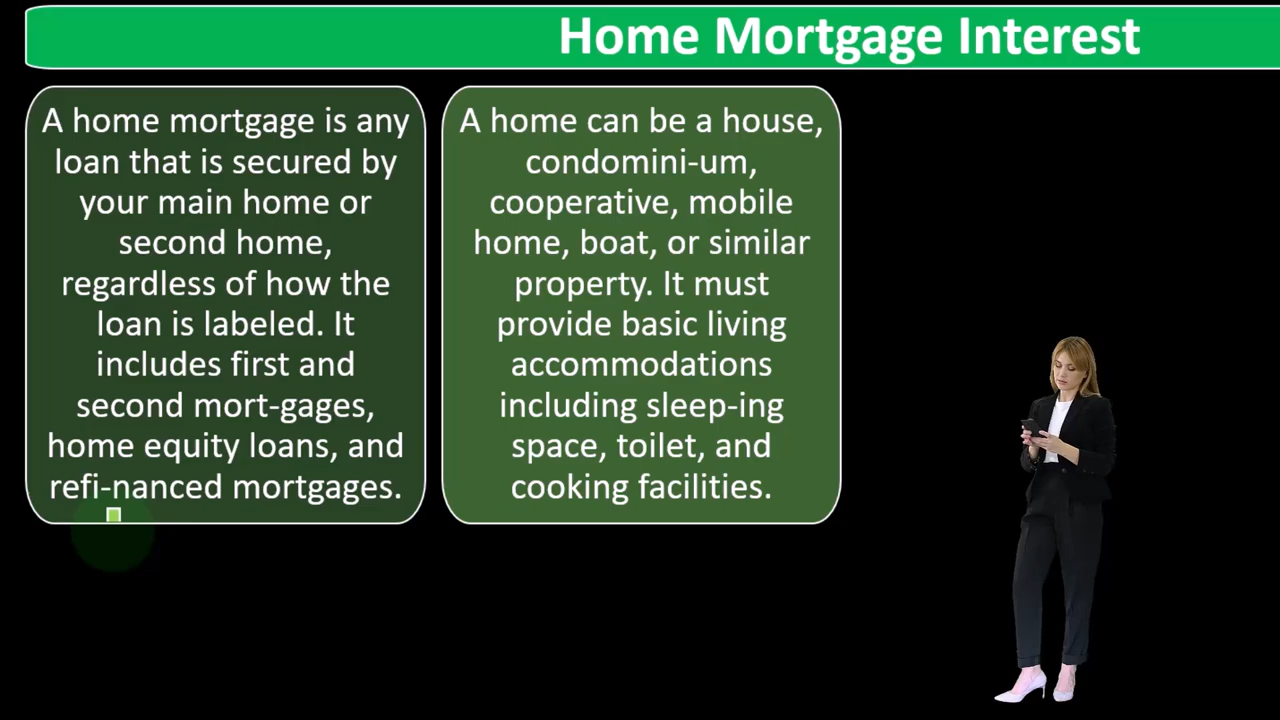 Home Mortgage Interest
A home mortgage is any
loan that is secured by
your main home or
second home,
regardless of how the
loan is labeled. It
includes first and
second mort-gages,
home equity loans, and
refi-nanced mortgages.
A home can be a house,
condomini-um,
cooperative, mobile
home, boat, or similar
property. It must
provide basic living
accommodations
including sleep-ing
space, toilet, and
cooking facilities.